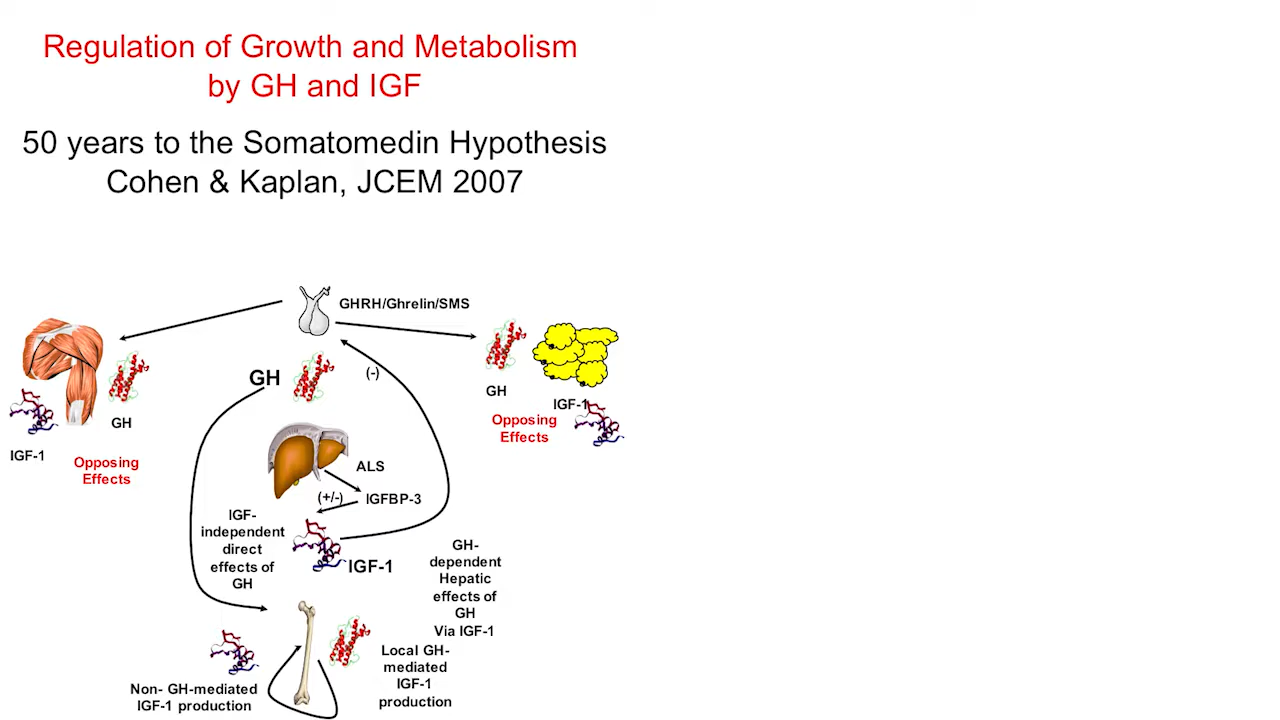 Regulation of Growth and Metabolism
by GH and IGF
50 years to the Somatomedin Hypothesis
Cohen & Kaplan, JCEM 2007
GHRH/Ghrelin/SMS
GH
(-)
GH
IGF-1
Opposing
Effects
GH
IGF-1
Opposing
Effects
ALS
(+/-)
IGFBP-3
IGF-
independent
direct
effects of
GH
IGF-1
GH-
dependent
Hepatic
effects of
GH
Via IGF-1
Local GH-
mediated
IGF-1
production
Non- GH-mediated
IGF-1 production